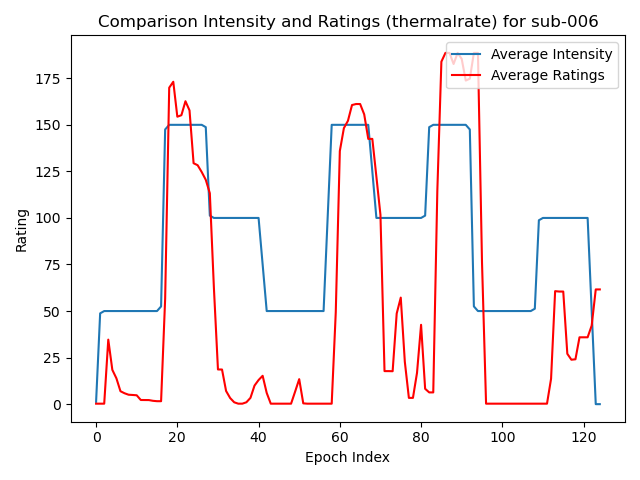 Comparison Intensity and Ratings (thermalrate) for sub-006
Average Intensity
Average Ratings
Rating
175
150
125
100
75
50
25
0
0 20 40 60 80 100 120
Epoch Index